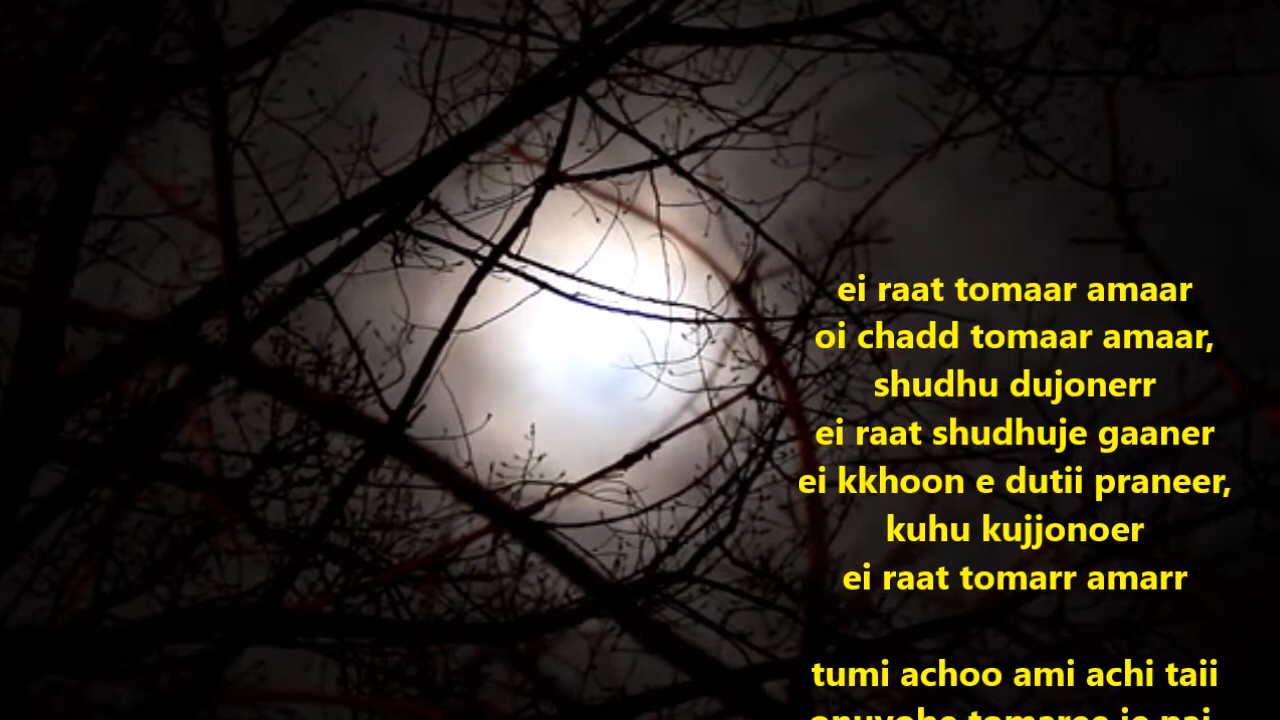 ei raat tomaar amaar
oi chadd tomaar amaar,
shudhu dujonerr
ei raat shudhuje gaaner
ei kkhoon e dutii praneer,
kuhu kujjonoer
ei raat tomarr amarr
tumi achoo ami achi taii